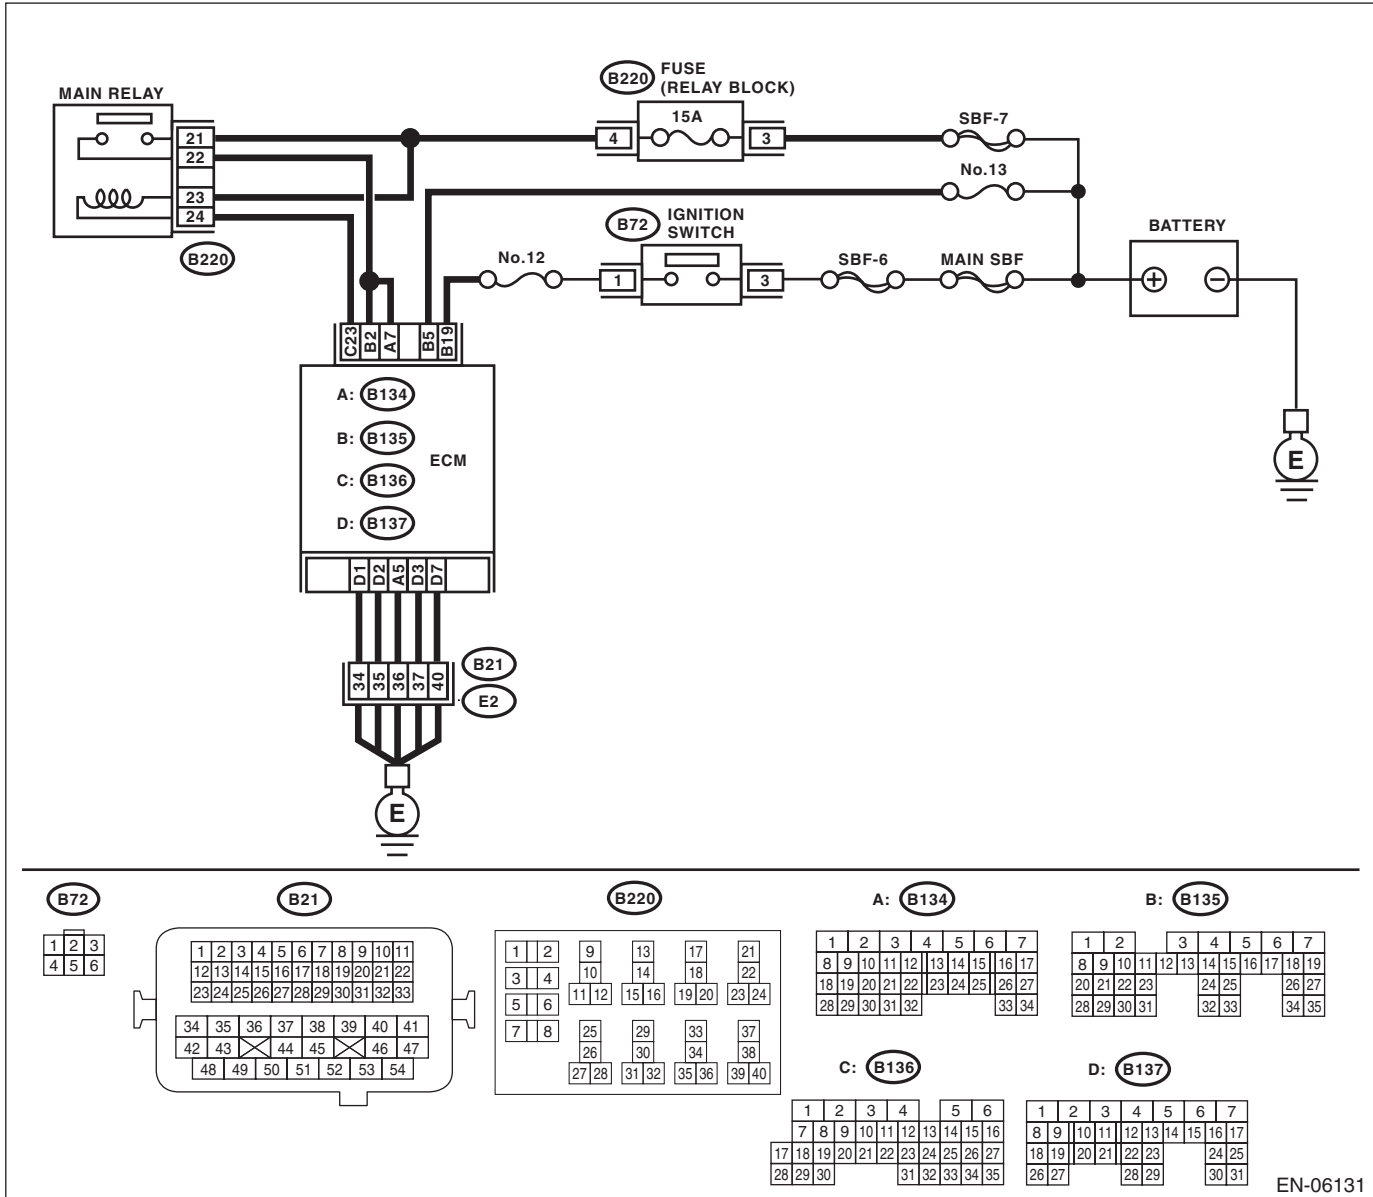 MAIN RELAY
21
22
23
24
B220
B220
FUSE
(RELAY BLOCK)
15A
4
3
SBF-7
No.13
B72
IGNITION
SWITCH
No.12
1
3
SBF-6
MAIN SBF
BATTERY
+
−
E
C23 B2 A7 B5 B19
A: B134
B: B135
C: B136
D: B137
ECM
D1 D2 A5 D3 D7
34 35 36 37 40
B21
E2
E
B72
1 2 3
4 5 6
B21
1 2 3 4 5 6 7 8 9 10 11
12 13 14 15 16 17 18 19 20 21 22
23 24 25 26 27 28 29 30 31 32 33
34 35 36 37 38 39 40 41
42 43 44 45 46 47
48 49 50 51 52 53 54
B220
1 2 9 13 17 21
3 4 10 14 18 22
11 12 15 16 19 20 23 24
5 6
7 8 25 29 33 37
26 30 34 38
27 28 31 32 35 36 39 40
A: B134
1 2 3 4 5 6 7
8 9 10 11 12 13 14 15 16 17
18 19 20 21 22 23 24 25 26 27
28 29 30 31 32 33 34
B: B135
1 2 3 4 5 6 7
8 9 10 11 12 13 14 15 16 17 18 19
20 21 22 23 24 25 26 27
28 29 30 31 32 33 34 35
C: B136
1 2 3 4 5 6
7 8 9 10 11 12 13 14 15 16
17 18 19 20 21 22 23 24 25 26 27
28 29 30 31 32 33 34 35
D: B137
1 2 3 4 5 6 7
8 9 10 11 12 13 14 15 16 17
18 19 20 21 22 23 24 25
26 27 28 29 30 31
EN-06131